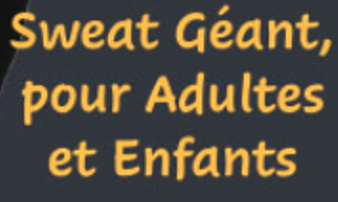 Sweat Géant,
pour Adultes
et Enfants